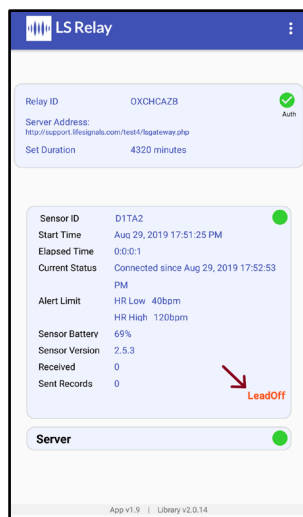 LS Relay
Relay ID OXCHCAZB
Auth
Server Address:
http://support.lifesignals.com/test4/lsgateway.php
Set Duration 4320 minutes
Sensor ID D1TA2
Start Time Aug 29, 2019 17:51:25 PM
Elapsed Time 0:0:0:1
Current Status Connected since Aug 29, 2019 17:52:53
PM
Alert Limit HR Low 40bpm
HR High 120bpm
Sensor Battery 69%
Sensor Version 2.5.3
Received 0
Sent Records 0
LeadOff
Server
App v1.9 | Library v2.0.14